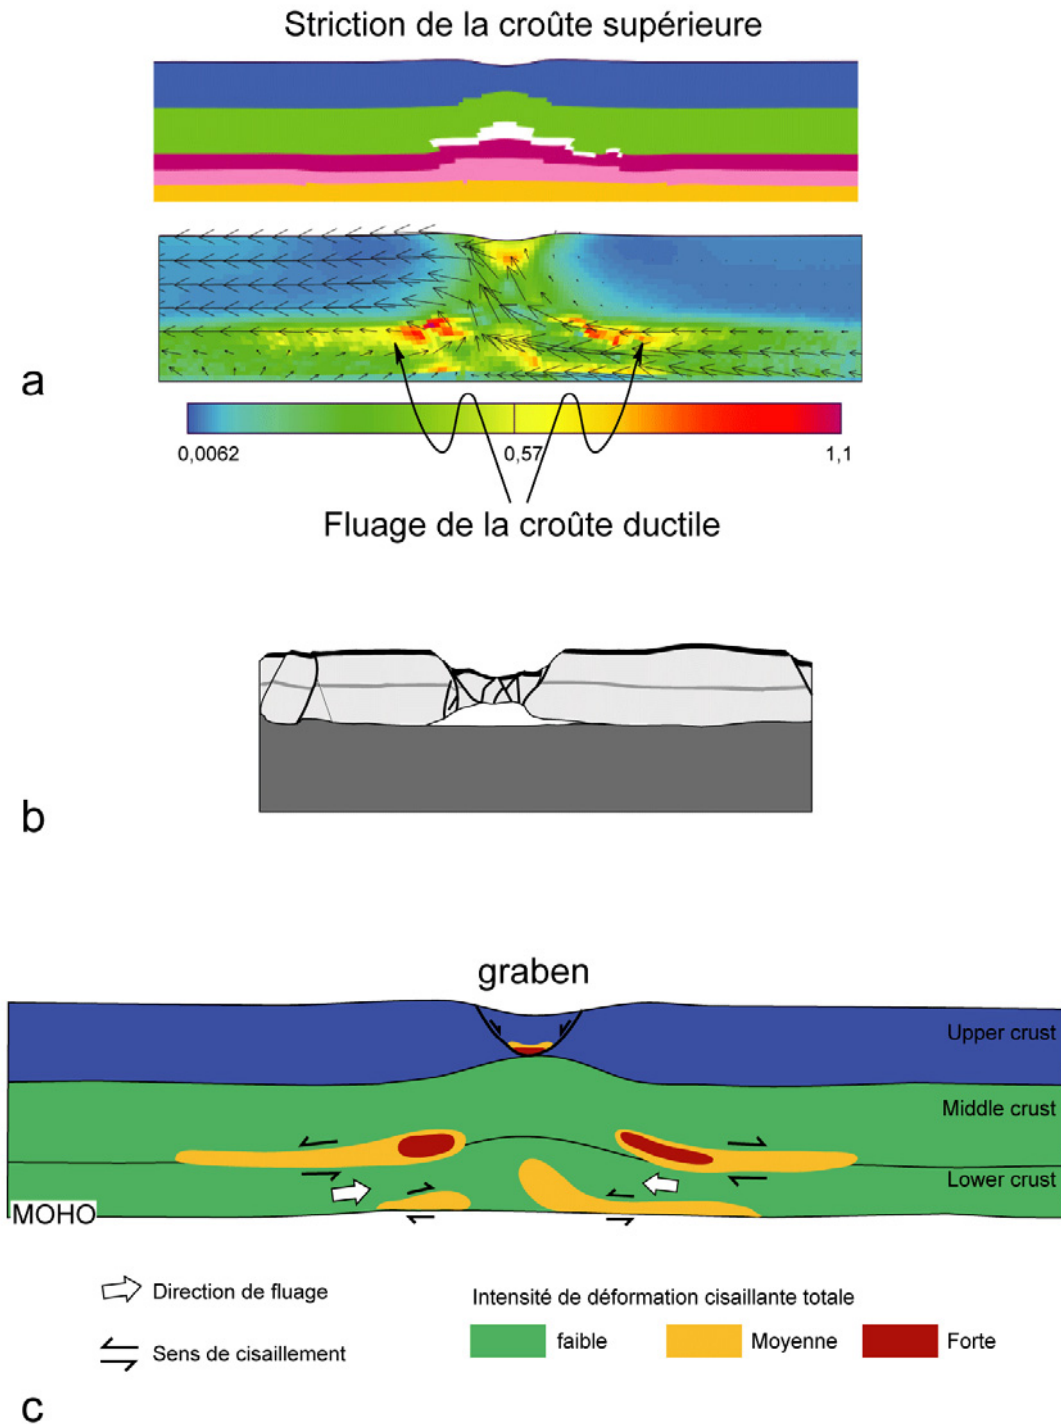 Striction de la croûte supérieure
a
0,0062
0,57
1,1
Fluage de la croûte ductile
b
graben
Upper crust
Middle crust
Lower crust
MOHO
Direction de fluage
Sens de cisaillement
Intensité de déformation cisaillante totale
faible
Moyenne
Forte
c